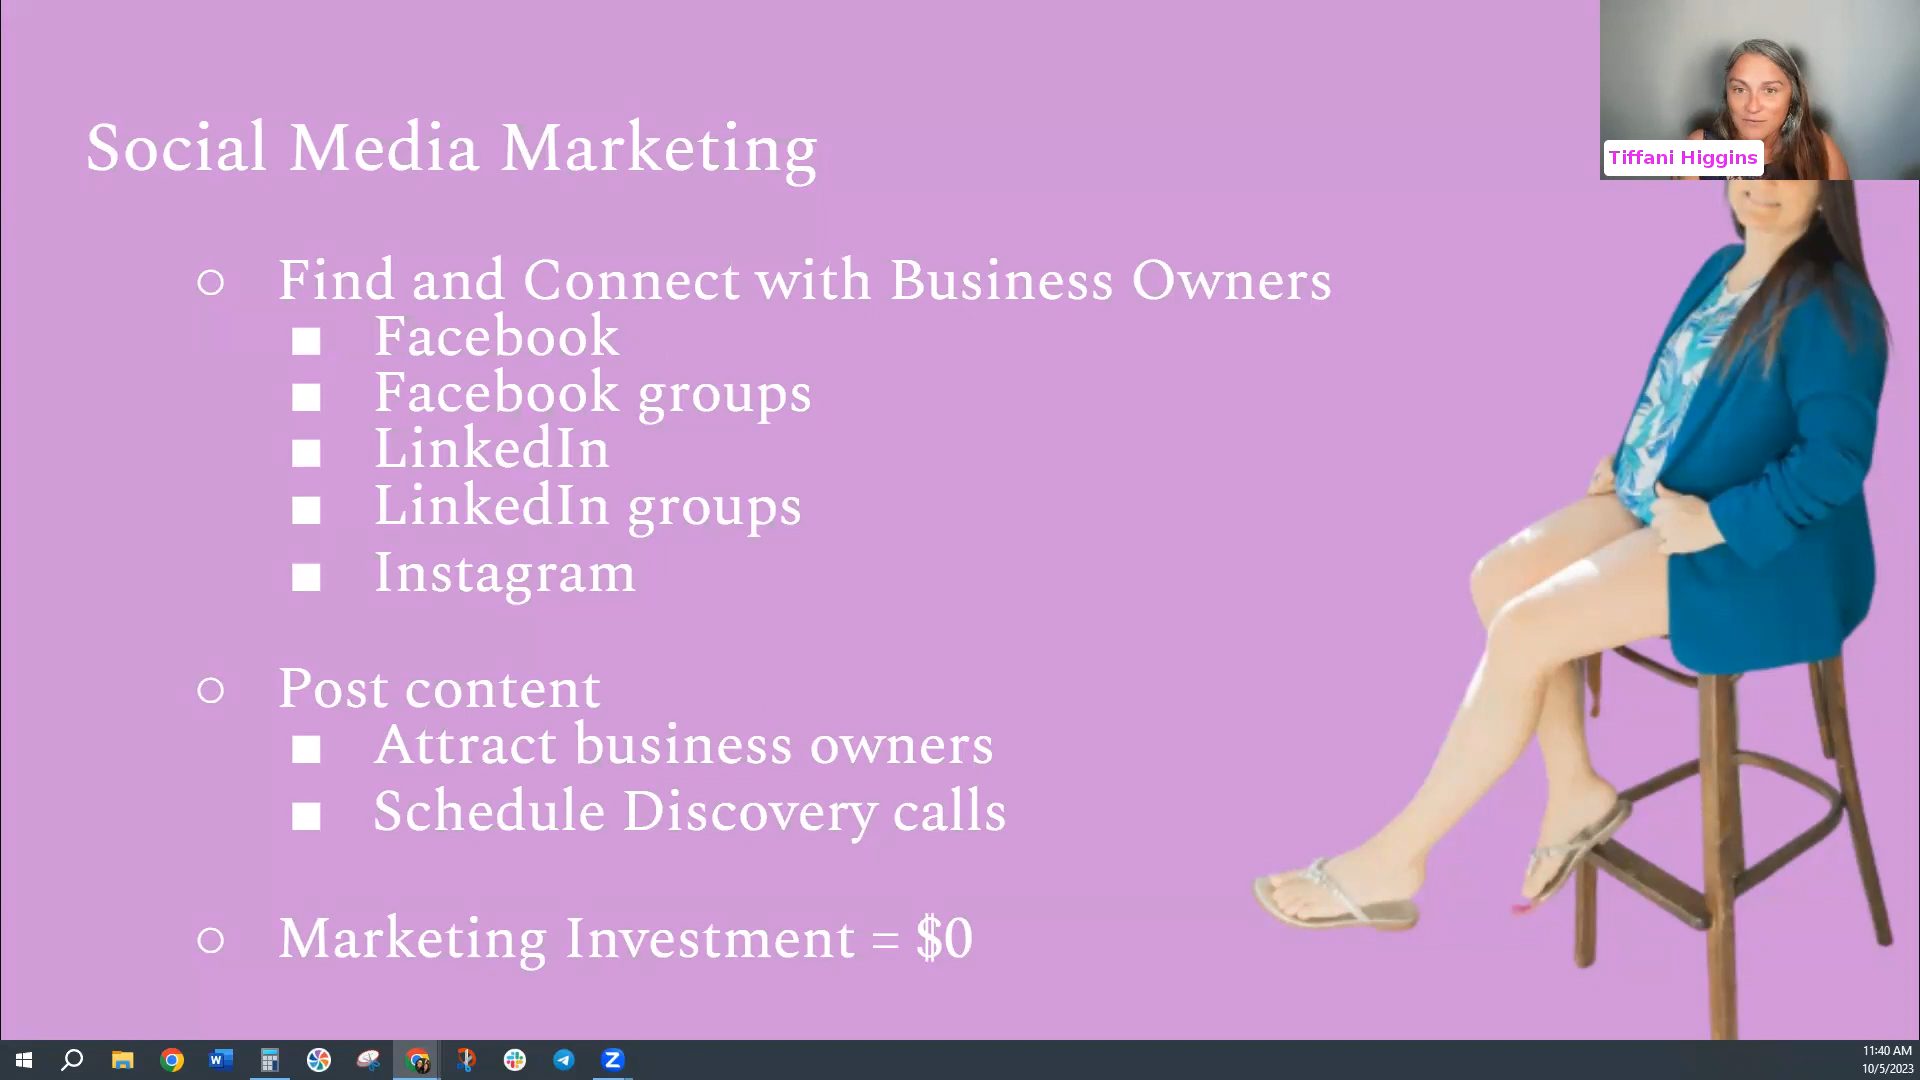 Social Media Marketing
Tiffani Higgins
○ Find and Connect with Business Owners
■ Facebook
■ Facebook groups
■ LinkedIn
■ LinkedIn groups
■ Instagram
○ Post content
■ Attract business owners
■ Schedule Discovery calls
○ Marketing Investment = $0
W
Z
11:40 AM
10/5/2023